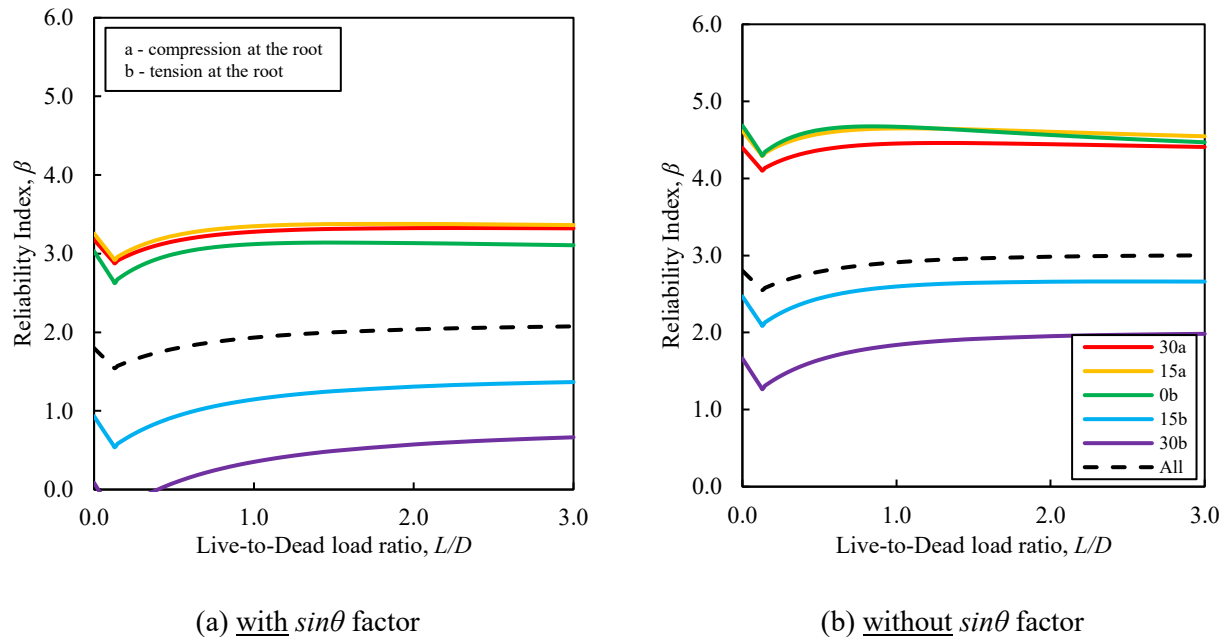 6.0
5.0
4.0
3.0
2.0
1.0
0.0
Reliability Index, β
a - compression at the root
b - tension at the root
0.0 1.0 2.0 3.0
Live-to-Dead load ratio, L/D
(a) with sinθ factor
6.0
5.0
4.0
3.0
2.0
1.0
0.0
Reliability Index, β
30a
15a
0b
15b
30b
All
0.0 1.0 2.0 3.0
Live-to-Dead load ratio, L/D
(b) without sinθ factor